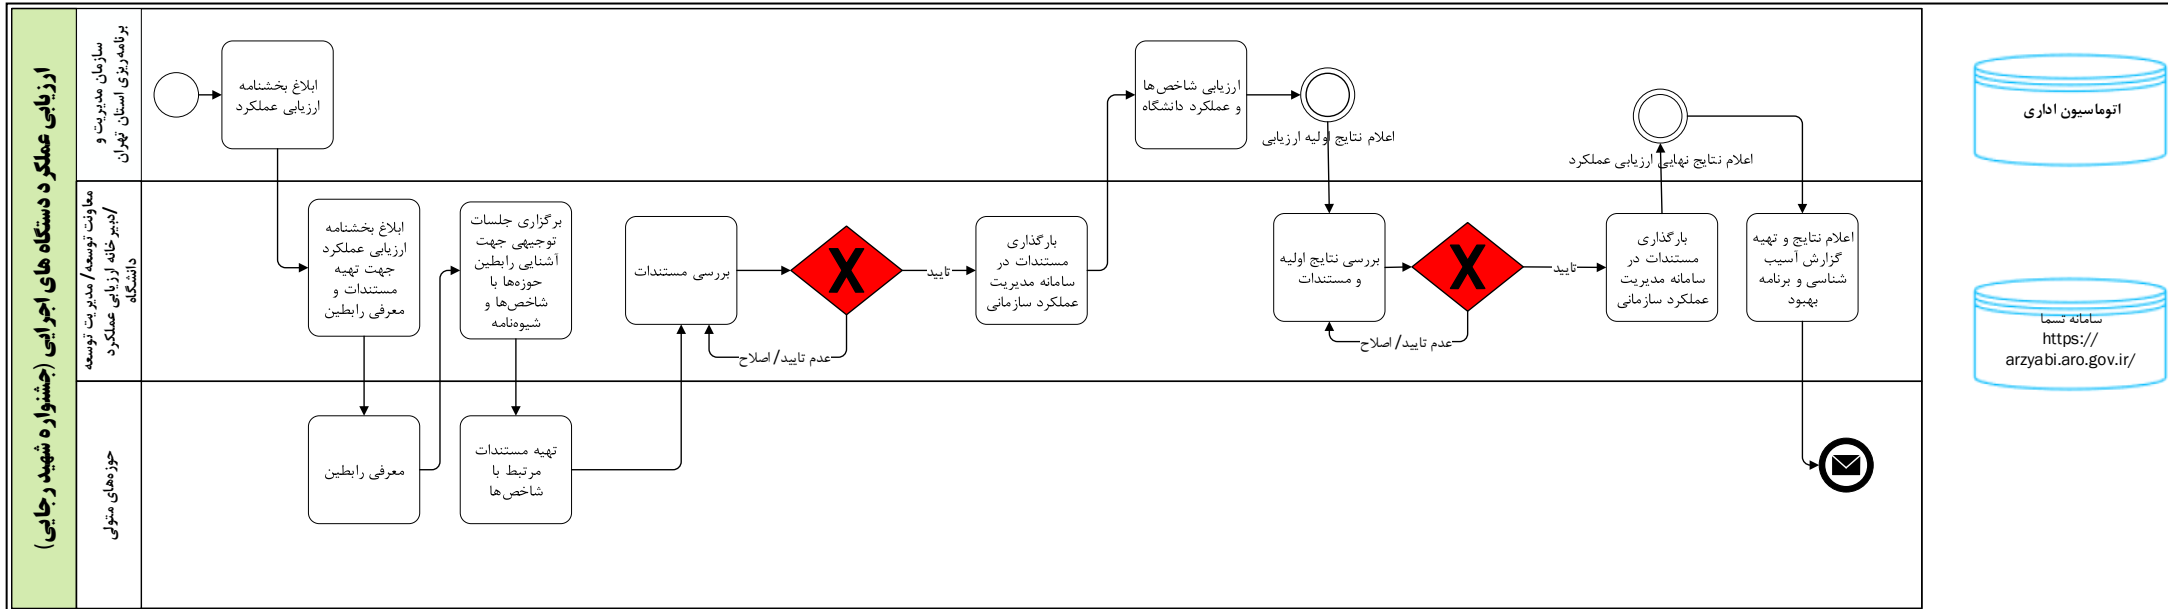 ارزیابی عملکرد دستگاه های اجرایی (جشنواره شهید رجایی)
سازمان مدیریت و
برنامه‌ریزی استان تهران
ابلاغ بخشنامه
ارزیابی عملکرد
ارزیابی شاخص‌ها
و عملکرد دانشگاه
اعلام نتایج اولیه ارزیابی
اعلام نتایج نهایی ارزیابی عملکرد
معاونت توسعه/مدیریت توسعه
/دبیرخانه ارزیابی عملکرد
دانشگاه
ابلاغ بخشنامه
ارزیابی عملکرد
جهت تهیه
مستندات و
معرفی رابطین
برگزاری جلسات
توجیهی جهت
آشنایی رابطین
حوزه‌ها با
شاخص‌ها و
شیوه‌نامه
بررسی مستندات
X
تایید
عدم تایید/ اصلاح
بارگذاری
مستندات در
سامانه مدیریت
عملکرد سازمانی
بررسی نتایج اولیه
و مستندات
X
تایید
عدم تایید/ اصلاح
بارگذاری
مستندات در
سامانه مدیریت
عملکرد سازمانی
اعلام نتایج و تهیه
گزارش آسیب
شناسی و برنامه
بهبود
حوزه‌های متولی
معرفی رابطین
تهیه مستندات
مرتبط با
شاخص‌ها
اتوماسیون اداری
سامانه تسما
https://
arzyabi.aro.gov.ir/